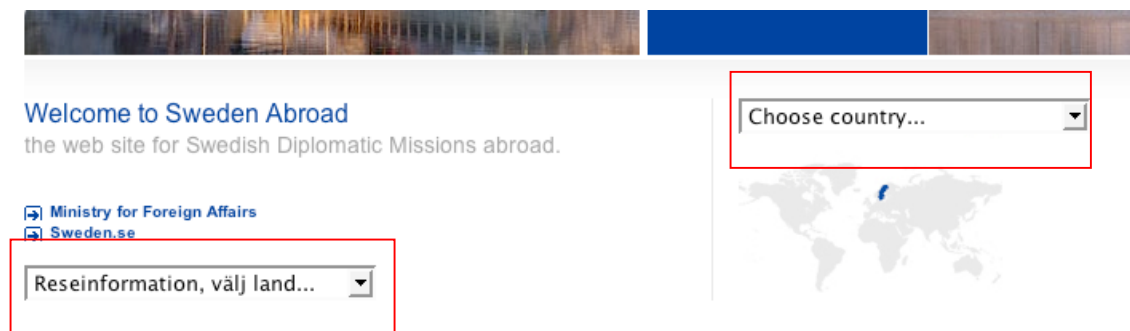 Welcome to Sweden Abroad
the web site for Swedish Diplomatic Missions abroad.
Ministry for Foreign Affairs
Sweden.se
Reseinformation, välj land...
Choose country...